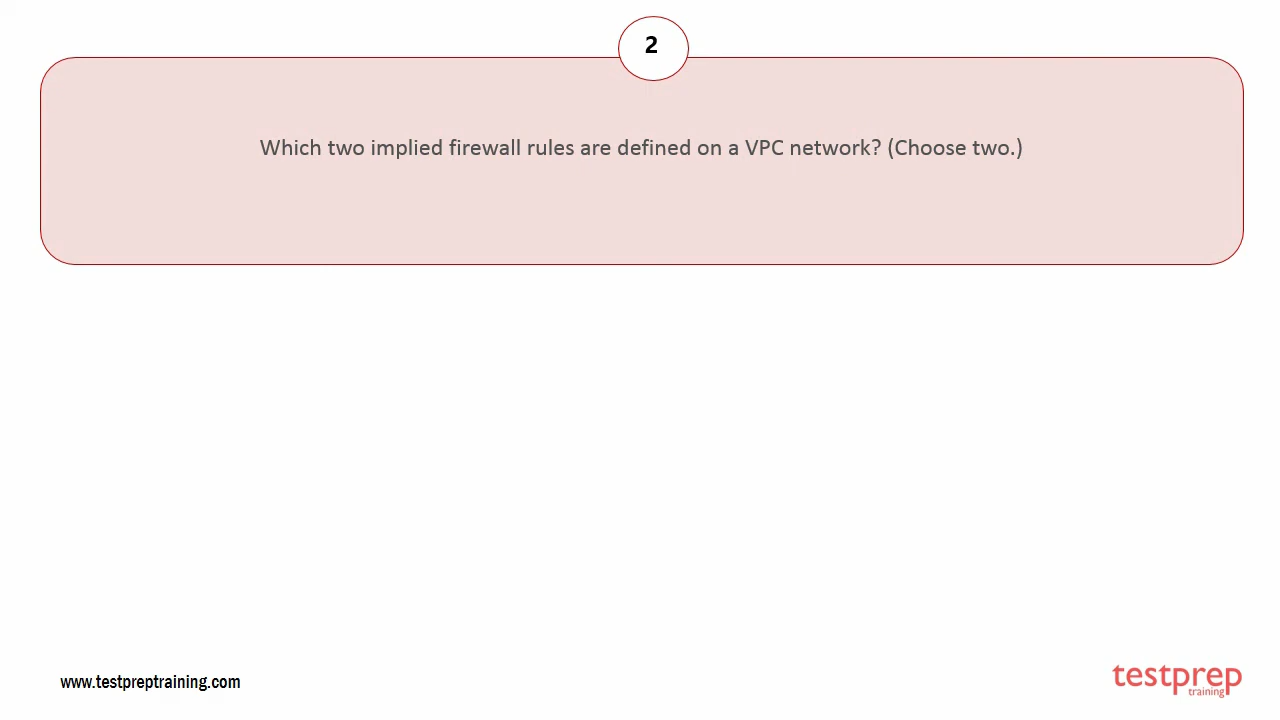 2
Which two implied firewall rules are defined on a VPC network? (Choose two.)
www.testpreptraining.com
testprep
training